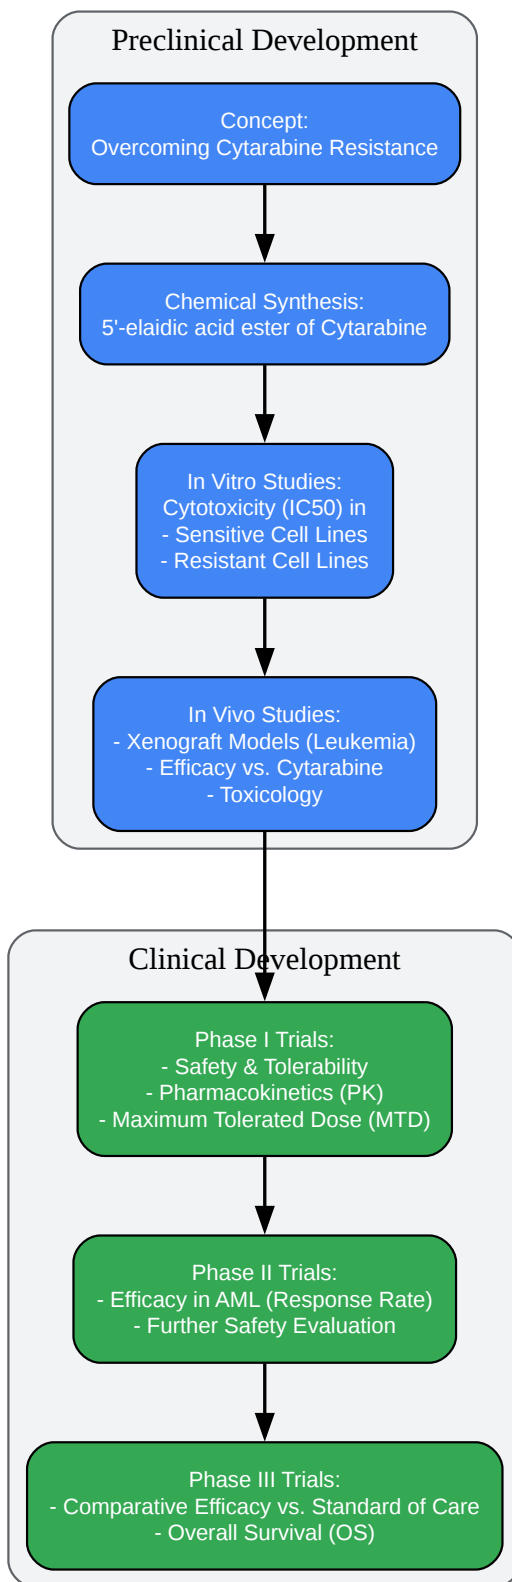 Preclinical Development
Concept:
Overcoming Cytarabine Resistance
Chemical Synthesis:
5'-elaidic acid ester of Cytarabine
In Vitro Studies:
Cytotoxicity (IC50) in
- Sensitive Cell Lines
- Resistant Cell Lines
In Vivo Studies:
- Xenograft Models (Leukemia)
- Efficacy vs. Cytarabine
- Toxicology
Clinical Development
Phase I Trials:
- Safety & Tolerability
- Pharmacokinetics (PK)
- Maximum Tolerated Dose (MTD)
Phase II Trials:
- Efficacy in AML (Response Rate)
- Further Safety Evaluation
Phase III Trials:
- Comparative Efficacy vs. Standard of Care
- Overall Survival (OS)